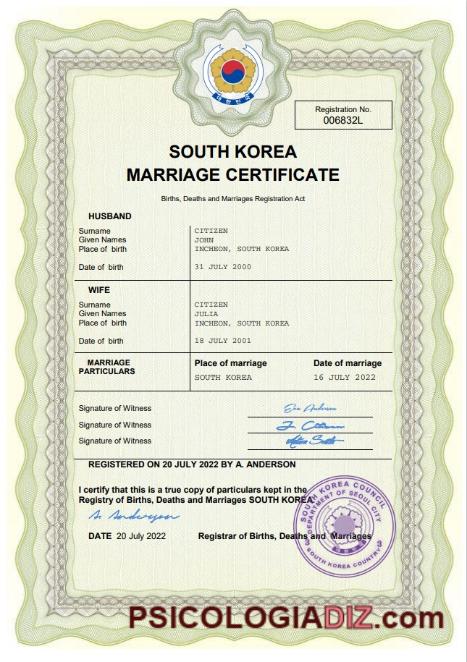 대한민국
Registration No.
006832L
SOUTH KOREA
MARRIAGE CERTIFICATE
Births, Deaths and Marriages Registration Act
HUSBAND
Surname CITIZEN
Given Names JOHN
Place of birth INCHEON, SOUTH KOREA
Date of birth 31 JULY 2000
WIFE
Surname CITIZEN
Given Names JULIA
Place of birth INCHEON, SOUTH KOREA
Date of birth 18 JULY 2001
MARRIAGE PARTICULARS
Place of marriage Date of marriage
SOUTH KOREA 16 JULY 2022
Signature of Witness
Signature of Witness
Signature of Witness
REGISTERED ON 20 JULY 2022 BY A. ANDERSON
I certify that this is a true copy of particulars kept in the
Registry of Births, Deaths and Marriages SOUTH KOREA.
A. Anderson
DATE 20 July 2022 Registrar of Births, Deaths and Marriages
SOUTH KOREA COUNCIL
DEPARTMENT OF SEOUL CITY
SOUTH KOREA COUNTRY
PSICOLOGIADIZ.com